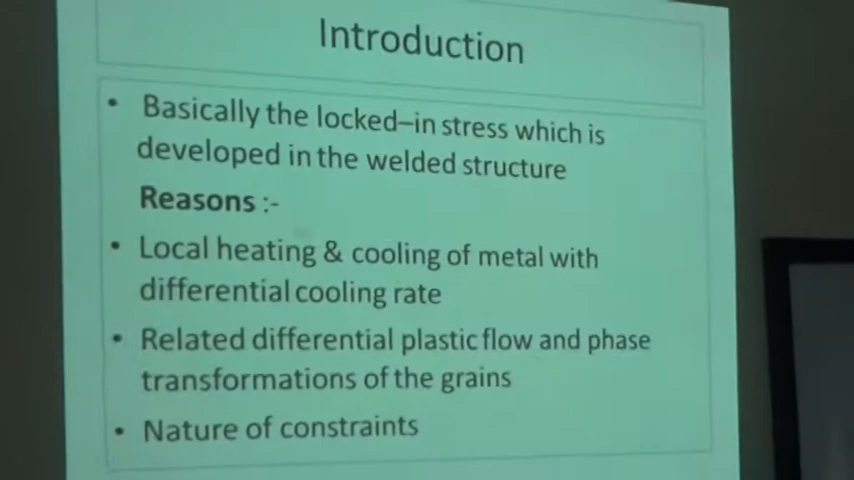 Introduction
• Basically the locked–in stress which is
developed in the welded structure
Reasons :-
• Local heating & cooling of metal with
differential cooling rate
• Related differential plastic flow and phase
transformations of the grains
• Nature of constraints